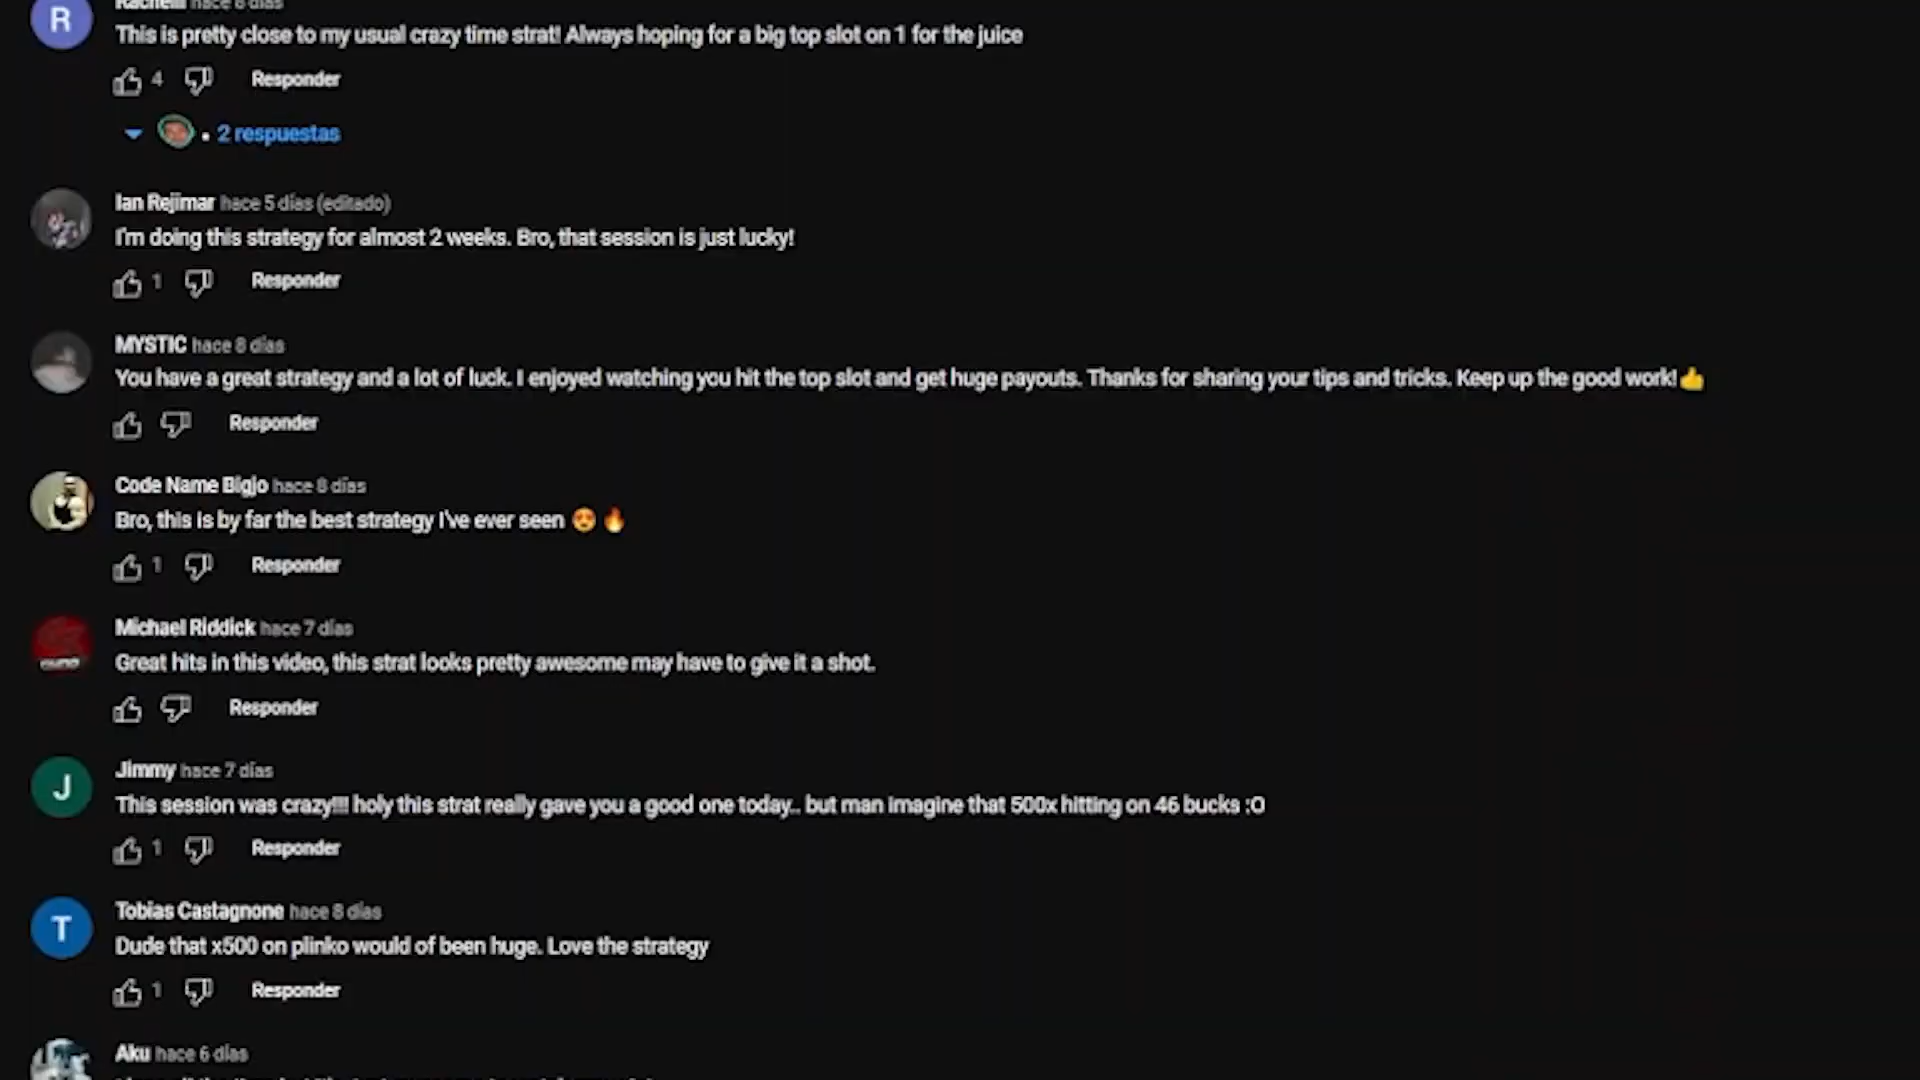 R
Rachelli hace 8 días
This is pretty close to my usual crazy time strat! Always hoping for a big top slot on 1 for the juice
4 Responder
• 2 respuestas
Ian Rejimar hace 5 días (editado)
I'm doing this strategy for almost 2 weeks. Bro, that session is just lucky!
1 Responder
MYSTIC hace 8 días
You have a great strategy and a lot of luck. I enjoyed watching you hit the top slot and get huge payouts. Thanks for sharing your tips and tricks. Keep up the good work!👍
Responder
Code Name Bigjo hace 8 días
Bro, this is by far the best strategy I've ever seen 😍 🔥
1 Responder
Michael Riddick hace 7 días
Great hits in this video, this strat looks pretty awesome may have to give it a shot.
Responder
J
Jimmy hace 7 días
This session was crazy!!!! holy this strat really gave you a good one today.. but man imagine that 500x hitting on 46 bucks :O
1 Responder
T
Tobias Castagnone hace 8 días
Dude that x500 on plinko would of been huge. Love the strategy
1 Responder
Aku hace 6 días